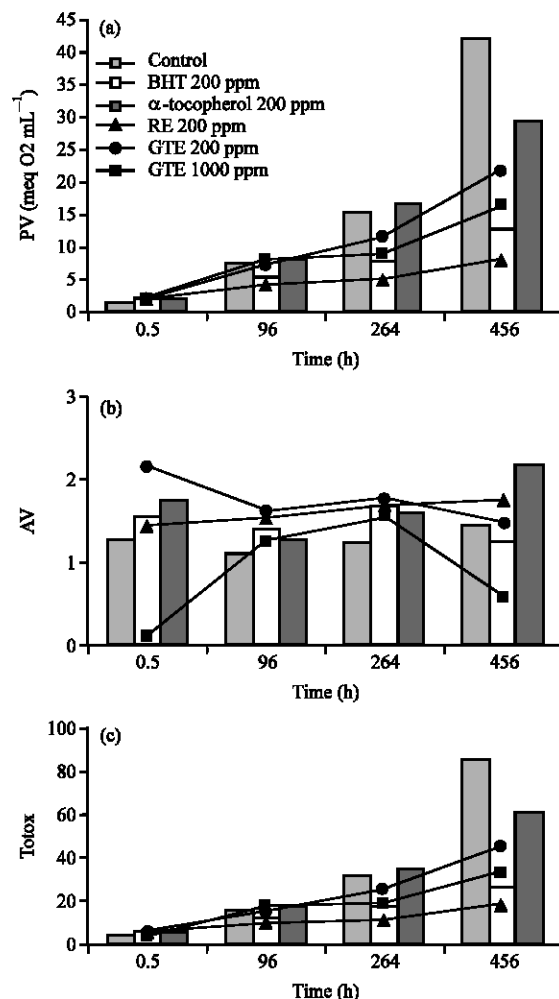 (a)
Control
BHT 200 ppm
α-tocopherol 200 ppm
RE 200 ppm
GTE 200 ppm
GTE 1000 ppm
PV (meq O2 mL⁻¹)
45
40
35
30
25
20
15
10
5
0
0.5 96 264 456
Time (h)
(b)
AV
3
2
1
0
0.5 96 264 456
Time (h)
(c)
Totox
100
80
60
40
20
0
0.5 96 264 456
Time (h)